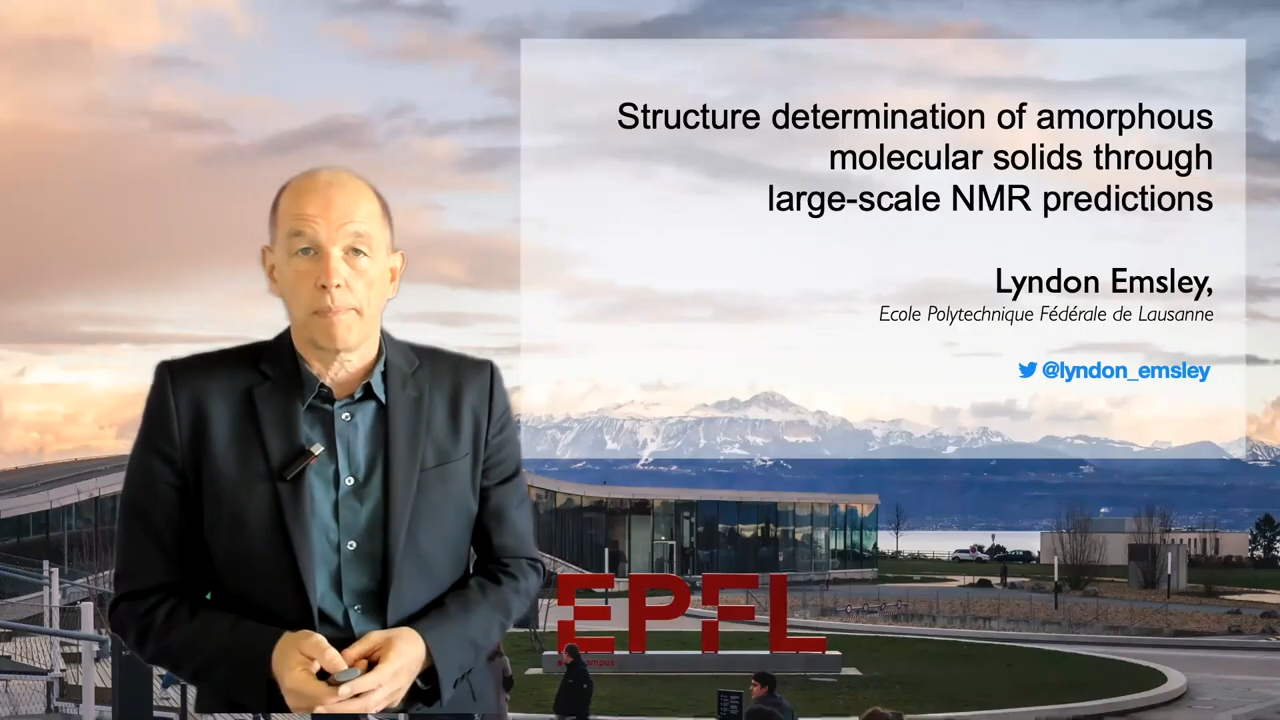 Structure determination of amorphous
molecular solids through
large-scale NMR predictions
Lyndon Emsley,
Ecole Polytechnique Fédérale de Lausanne
@lyndon_emsley
EPFL